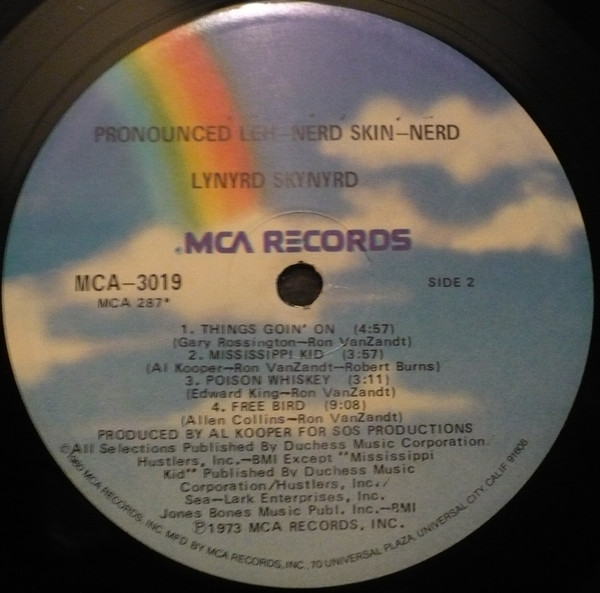 PRONOUNCED LEH-NERD SKIN-NERD
LYNYRD SKYNYRD
MCA RECORDS
MCA-3019
MCA 287*
SIDE 2
1. THINGS GOIN' ON (4:57)
(Gary Rossington-Ron VanZandt)
2. MISSISSIPPI KID (3:57)
(Al Kooper-Ron VanZandt-Robert Burns)
3. POISON WHISKEY (3:11)
(Edward King-Ron VanZandt)
4. FREE BIRD (9:08)
(Allen Collins-Ron VanZandt)
PRODUCED BY AL KOOPER FOR SOS PRODUCTIONS
All Selections Published By Duchess Music Corporation.
Hustlers, Inc.-BMI Except "Mississippi
Kid" Published By Duchess Music
Corporation/Hustlers, Inc./
Sea-Lark Enterprises, Inc.
Jones Bones Music Publ. Inc.-BMI
℗1973 MCA RECORDS, INC.
©1980 MCA RECORDS, INC. MFD BY MCA RECORDS, INC., 70 UNIVERSAL PLAZA, UNIVERSAL CITY, CALIF. 91608